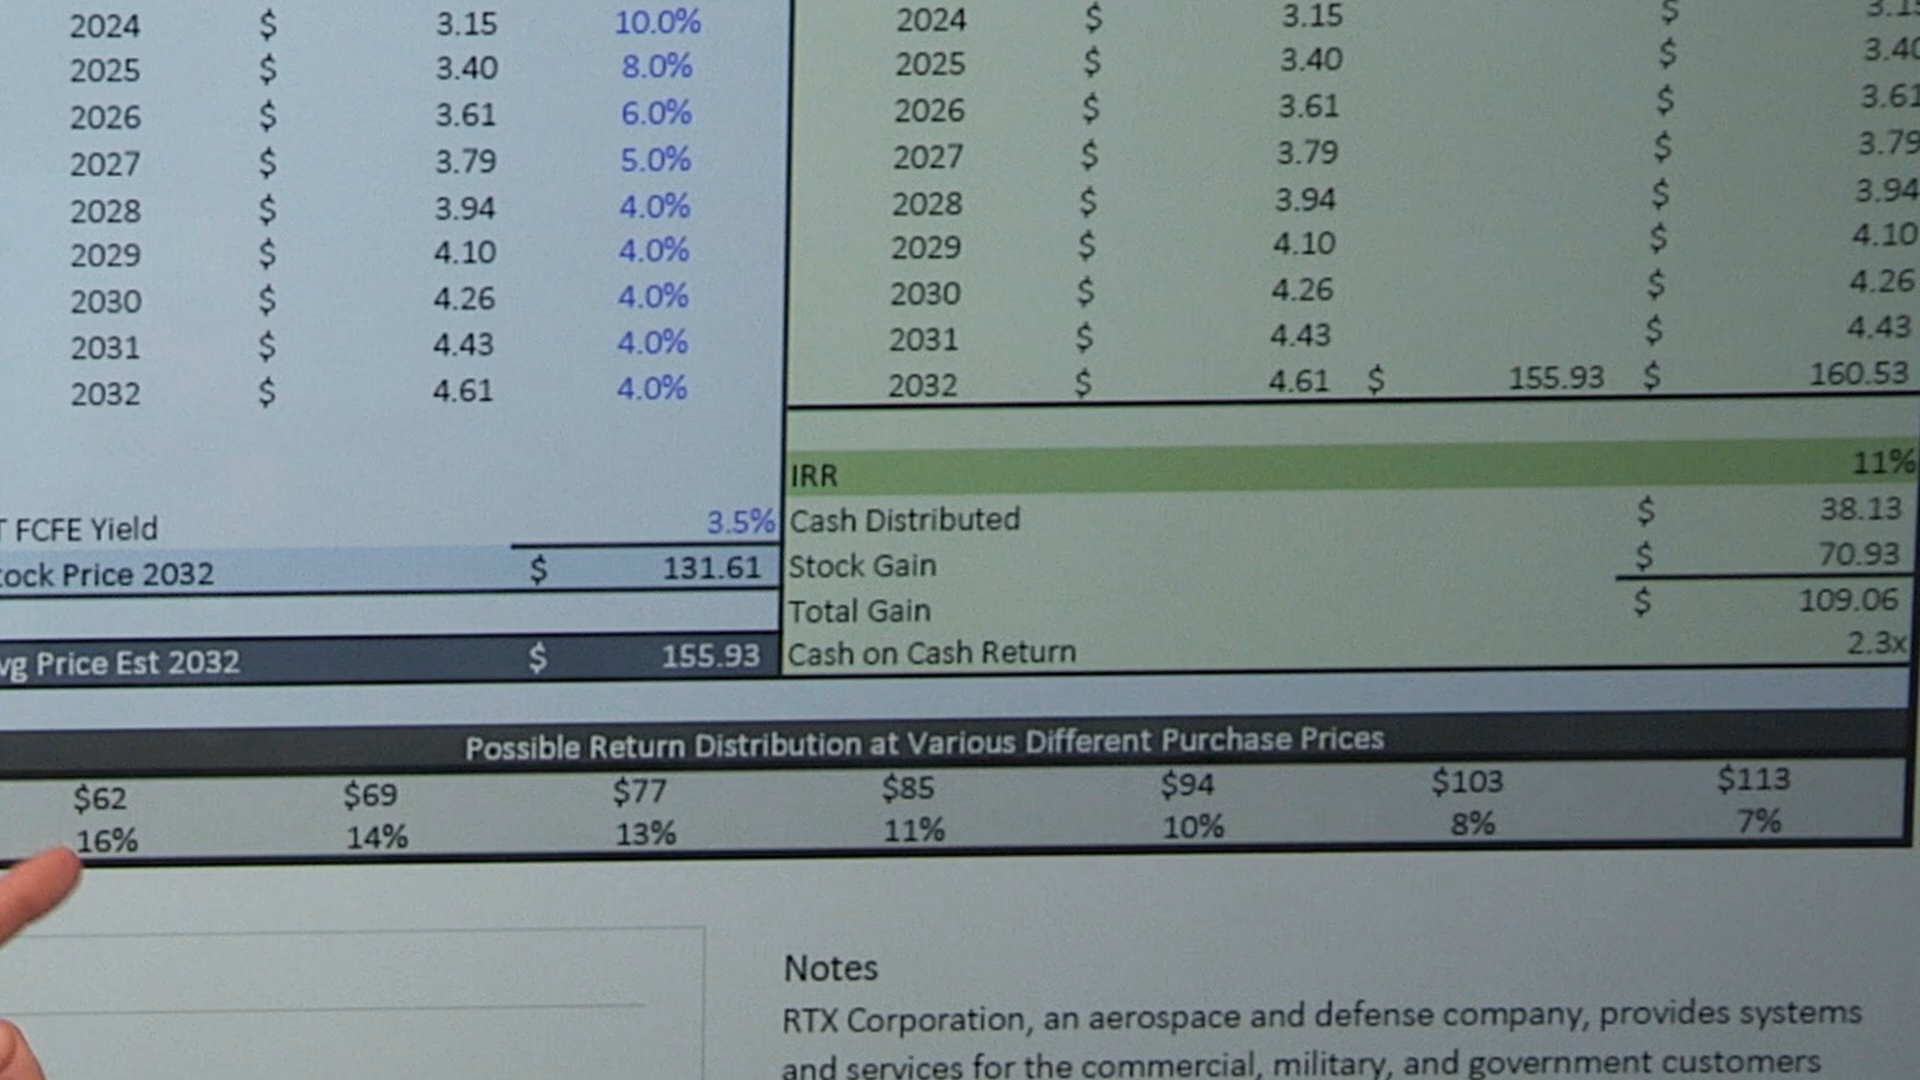 2024 $ 3.15 10.0% 2024 $ 3.15 $ 3.15
2025 $ 3.40 8.0% 2025 $ 3.40 $ 3.40
2026 $ 3.61 6.0% 2026 $ 3.61 $ 3.61
2027 $ 3.79 5.0% 2027 $ 3.79 $ 3.79
2028 $ 3.94 4.0% 2028 $ 3.94 $ 3.94
2029 $ 4.10 4.0% 2029 $ 4.10 $ 4.10
2030 $ 4.26 4.0% 2030 $ 4.26 $ 4.26
2031 $ 4.43 4.0% 2031 $ 4.43 $ 4.43
2032 $ 4.61 4.0% 2032 $ 4.61 $ 155.93 $ 160.53
IRR 11%
FCFE Yield 3.5% Cash Distributed $ 38.13
ock Price 2032 $ 131.61 Stock Gain $ 70.93
Total Gain $ 109.06
vg Price Est 2032 $ 155.93 Cash on Cash Return 2.3x
Possible Return Distribution at Various Different Purchase Prices
$62 $69 $77 $85 $94 $103 $113
16% 14% 13% 11% 10% 8% 7%
Notes
RTX Corporation, an aerospace and defense company, provides systems
and services for the commercial, military, and government customers